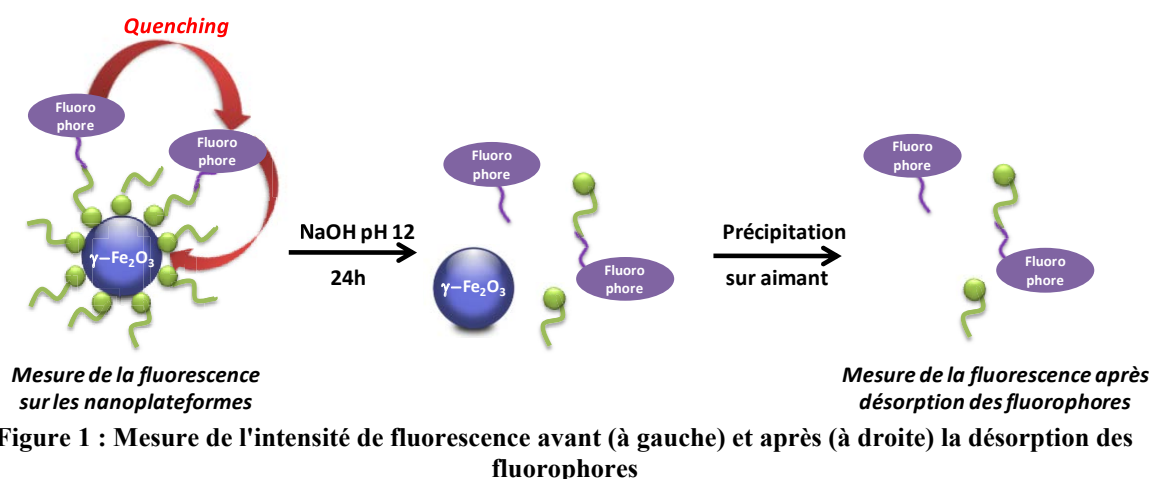 Quenching
Fluoro
phore
Fluoro
phore
γ–Fe₂O₃
Mesure de la fluorescence
sur les nanoplateformes
NaOH pH 12
24h
Fluoro
phore
γ–Fe₂O₃
Fluoro
phore
Précipitation
sur aimant
Fluoro
phore
Fluoro
phore
Mesure de la fluorescence après
désorption des fluorophores
Figure 1 : Mesure de l'intensité de fluorescence avant (à gauche) et après (à droite) la désorption des
fluorophores